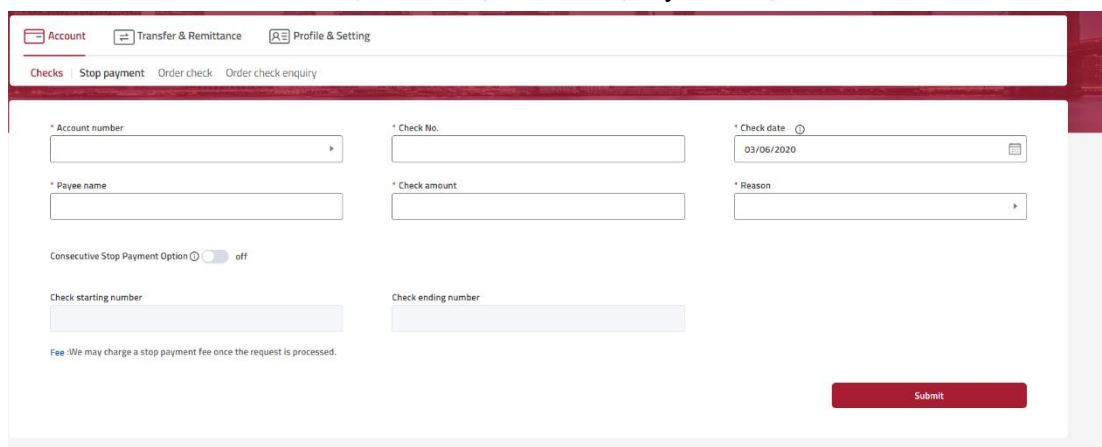 Account Transfer & Remittance Profile & Setting
Checks Stop payment Order check Order check enquiry
* Account number * Check No. * Check date
03/06/2020
* Payee name * Check amount * Reason
Consecutive Stop Payment Option off
Check starting number Check ending number
Fee :We may charge a stop payment fee once the request is processed.
Submit